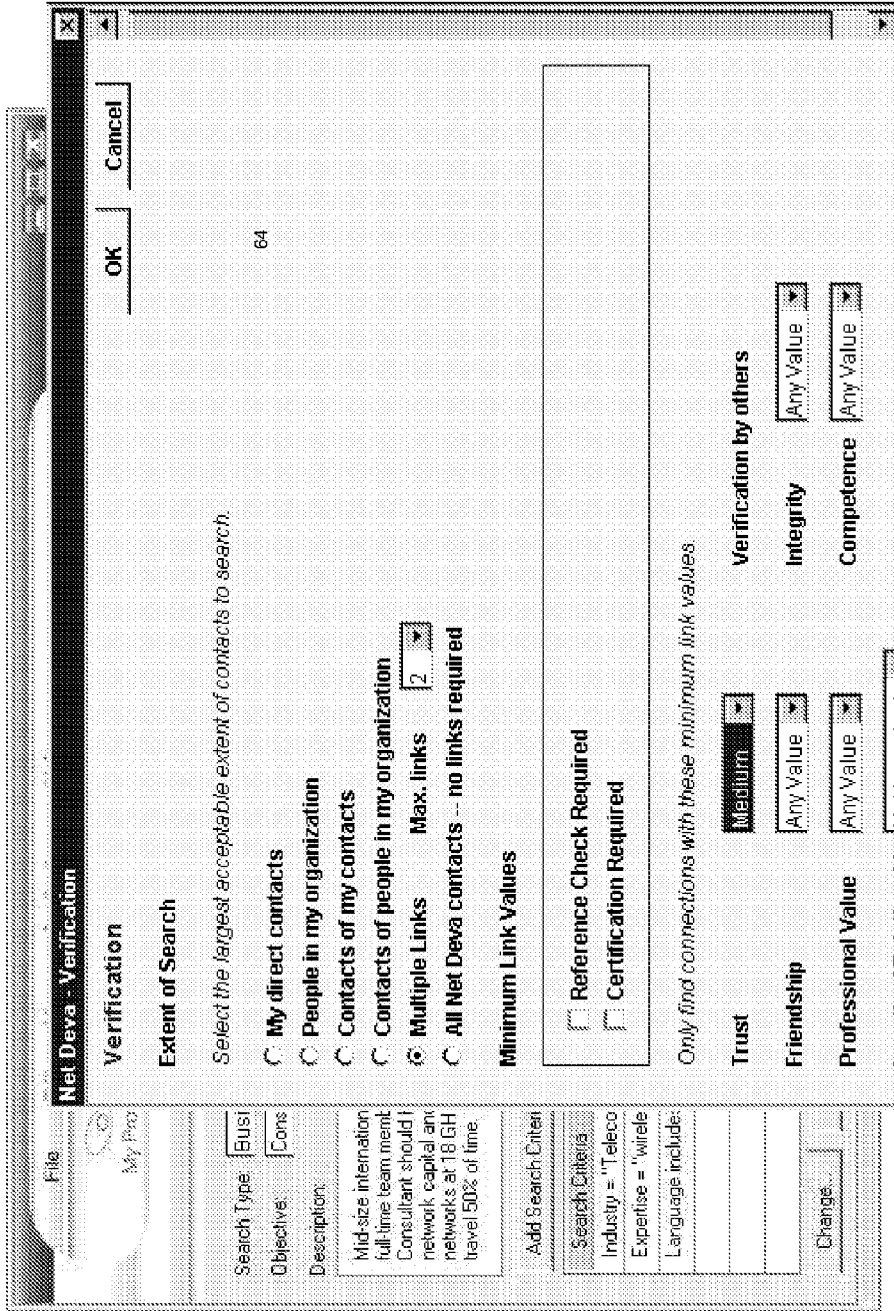 File
My Pro
Search Type: Busi
Objective: Cons
Description:
Mid-size internation
full-time team memb
Consultant should h
network capital and
networks at 18 GH
travel 50% of time.
Add Search Criteri
Search Criteria
Industry = "Teleco
Expertise = "wirele
Language include:
Change...
Net Deva - Verification
Verification
OK
Cancel
Extent of Search
Select the largest acceptable extent of contacts to search.
64
My direct contacts
People in my organization
Contacts of my contacts
Contacts of people in my organization
Multiple Links Max. links 2
All Net Deva contacts -- no links required
Minimum Link Values
Reference Check Required
Certification Required
Only find connections with these minimum link values.
Trust Medium Verification by others
Friendship Any Value Integrity Any Value
Professional Value Any Value Competence Any Value